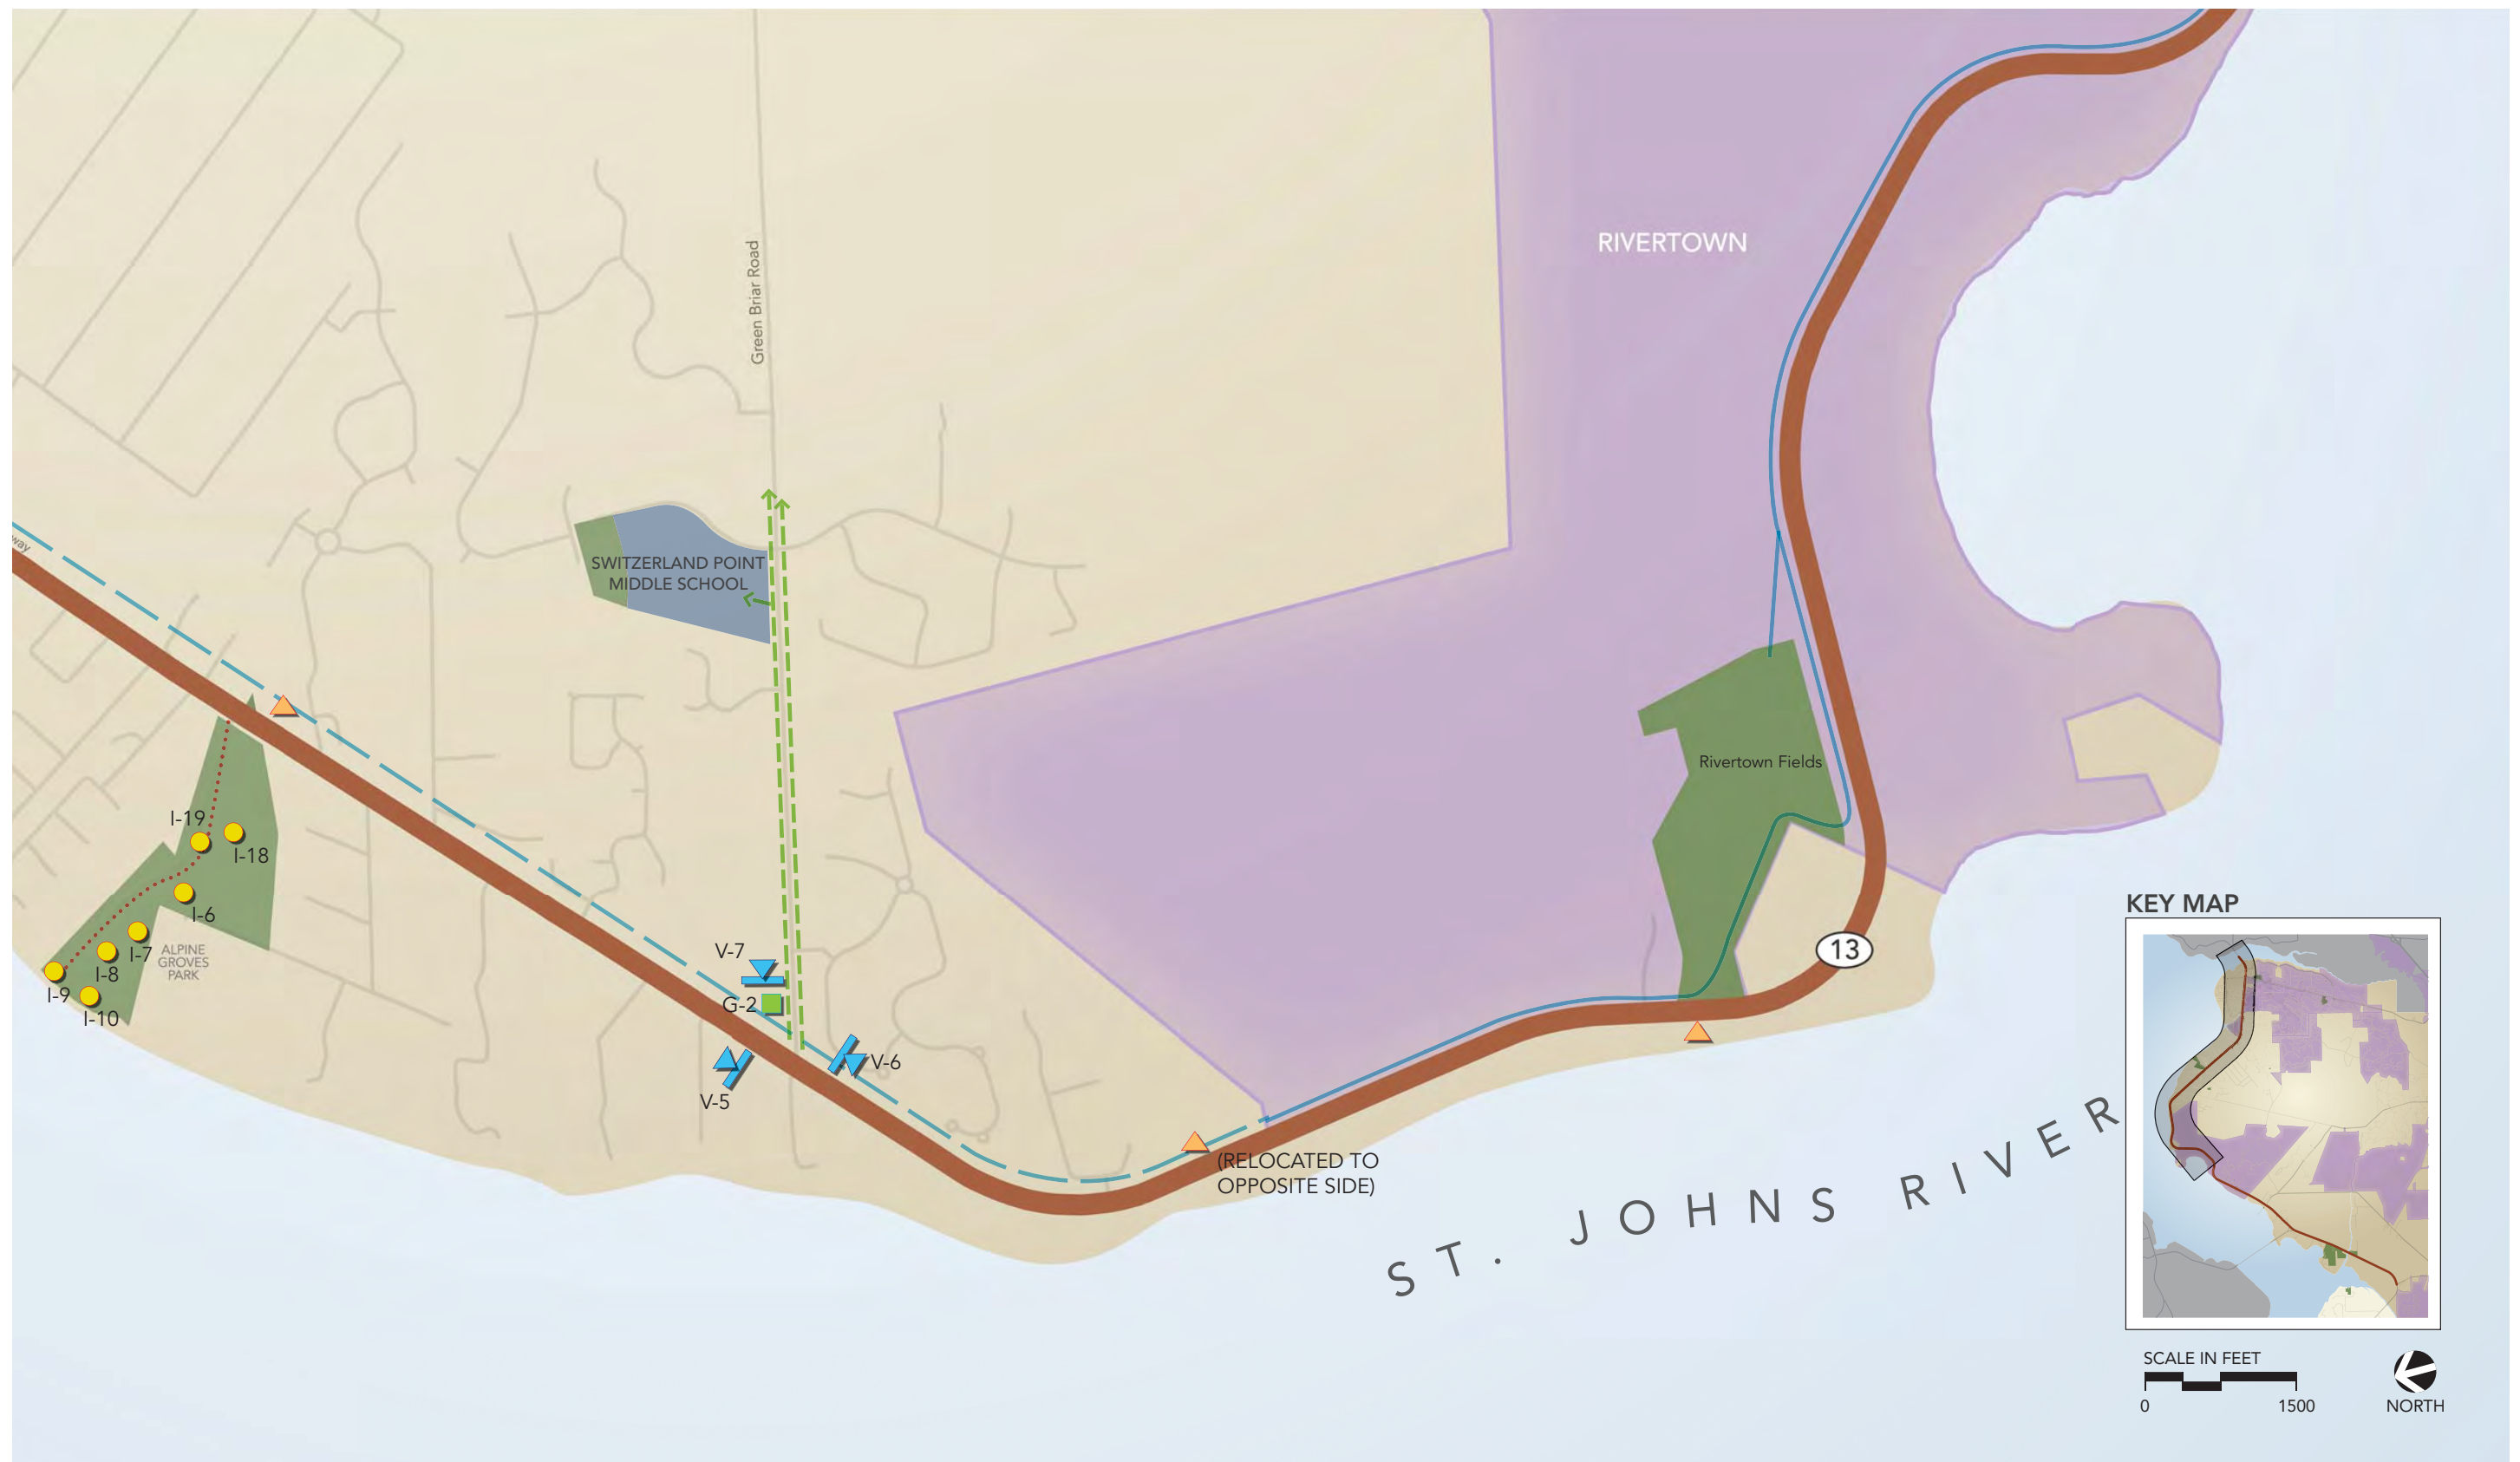 RIVERTOWN
Green Briar Road
way
SWITZERLAND POINT
MIDDLE SCHOOL
Rivertown Fields
I-19
I-18
I-6
I-7
I-8
I-9
I-10
ALPINE
GROVES
PARK
V-7
G-2
V-6
V-5
13
(RELOCATED TO
OPPOSITE SIDE)
ST. JOHNS RIVER
KEY MAP
SCALE IN FEET
0 1500
NORTH